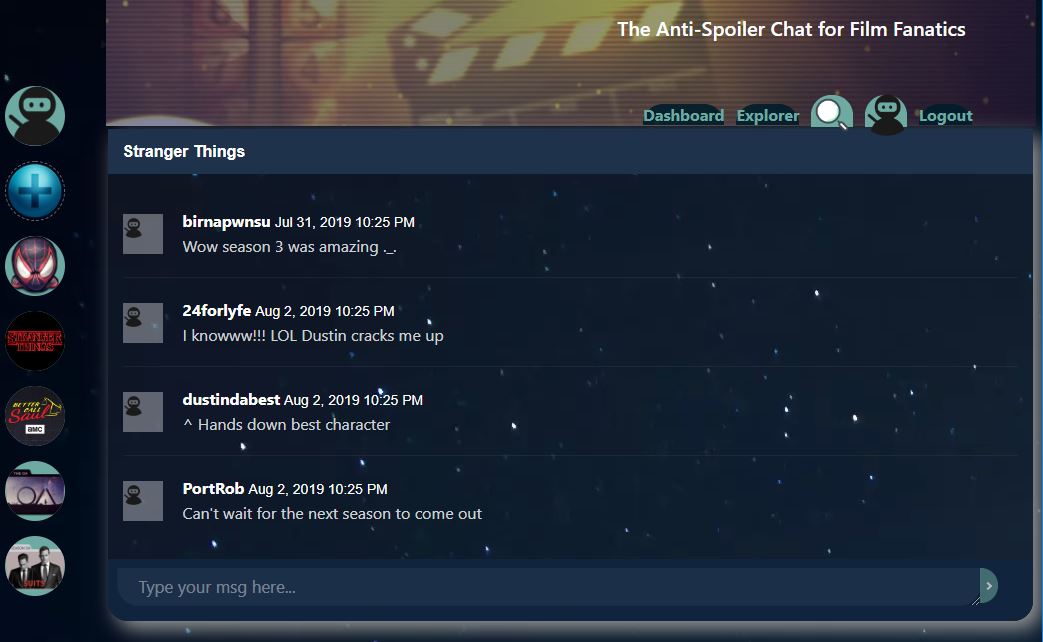 The Anti-Spoiler Chat for Film Fanatics
Dashboard Explorer Logout
Stranger Things
birnapwnsu Jul 31, 2019 10:25 PM
Wow season 3 was amazing ._.
24forlyfe Aug 2, 2019 10:25 PM
I knowww!!! LOL Dustin cracks me up
dustindabest Aug 2, 2019 10:25 PM
^ Hands down best character
PortRob Aug 2, 2019 10:25 PM
Can't wait for the next season to come out
Type your msg here...
STRANGER
THINGS
BETTER
CALL
Saul
AMC
THE OA
OA
SUITS